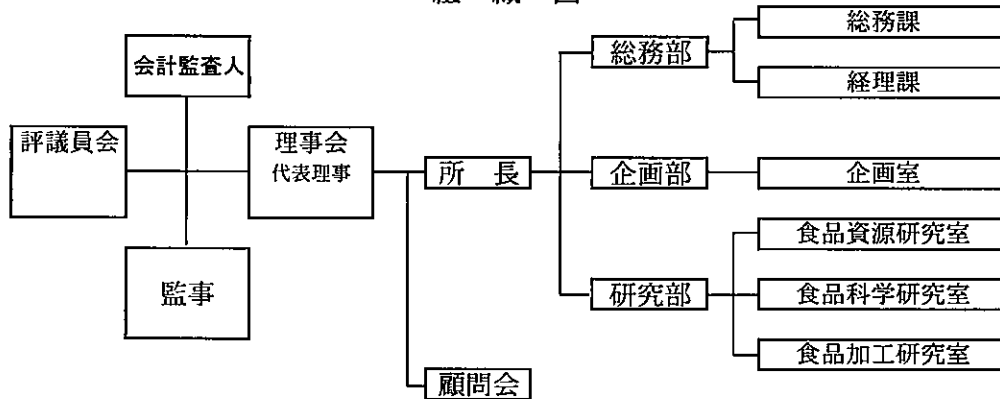 組織図
会計監査人
評議員会
理事会
代表理事
監事
所長
顧問会
総務部
総務課
経理課
企画部
企画室
研究部
食品資源研究室
食品科学研究室
食品加工研究室